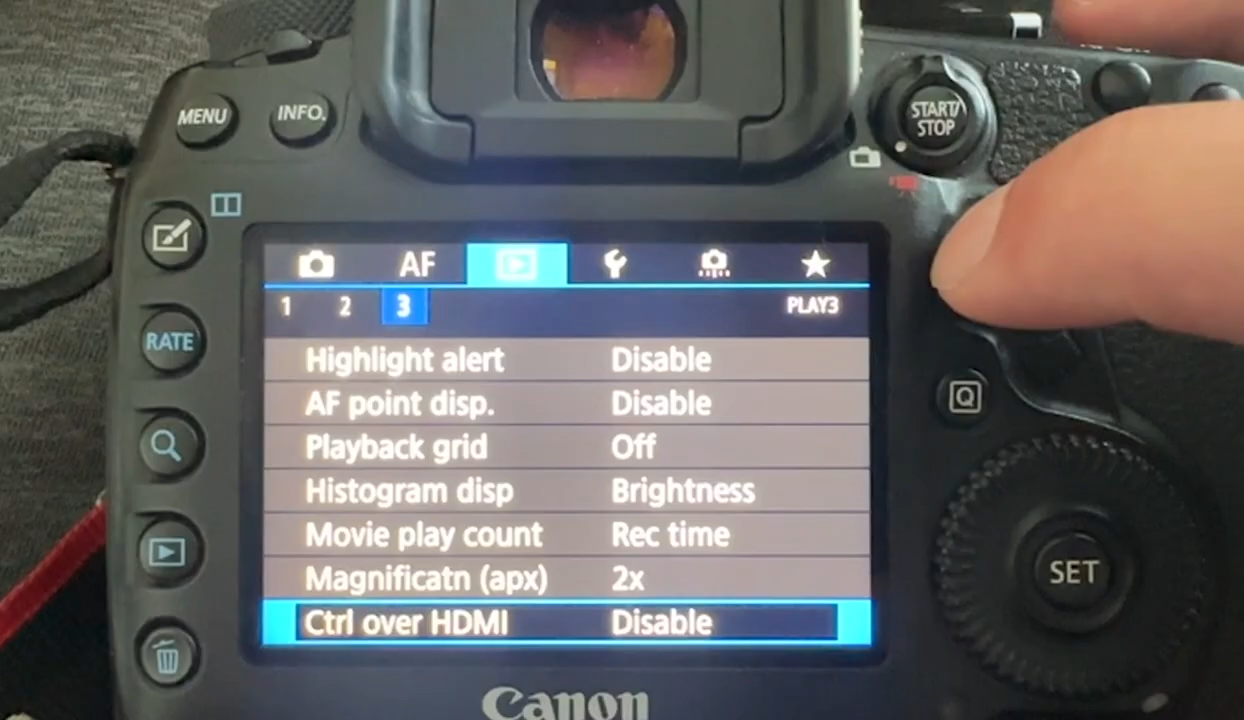 MENU
INFO.
START/
STOP
AF
1 2 3 PLAY3
RATE
Highlight alert Disable
AF point disp. Disable
Playback grid Off
Q
Histogram disp Brightness
Movie play count Rec time
Magnificatn (apx) 2x
SET
Ctrl over HDMI Disable
Canon